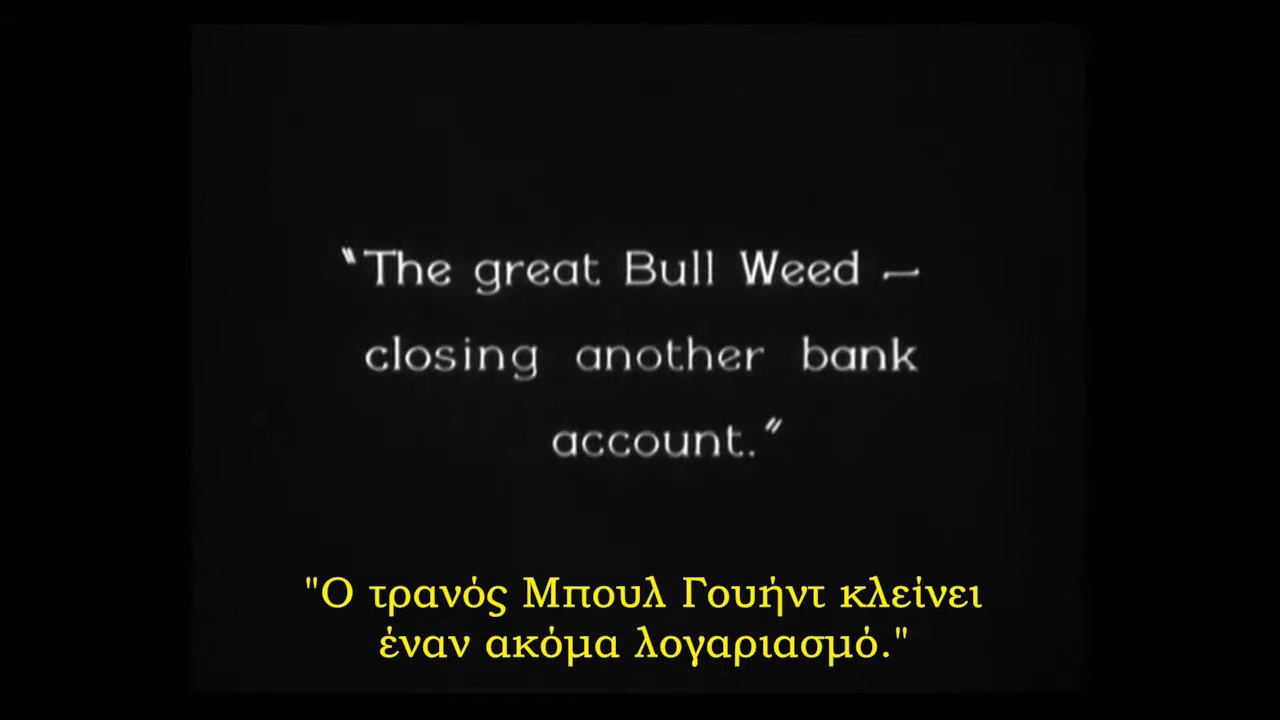 "The great Bull Weed —
closing another bank
account."
"Ο τρανός Μπουλ Γουήντ κλείνει
έναν ακόμα λογαριασμό."